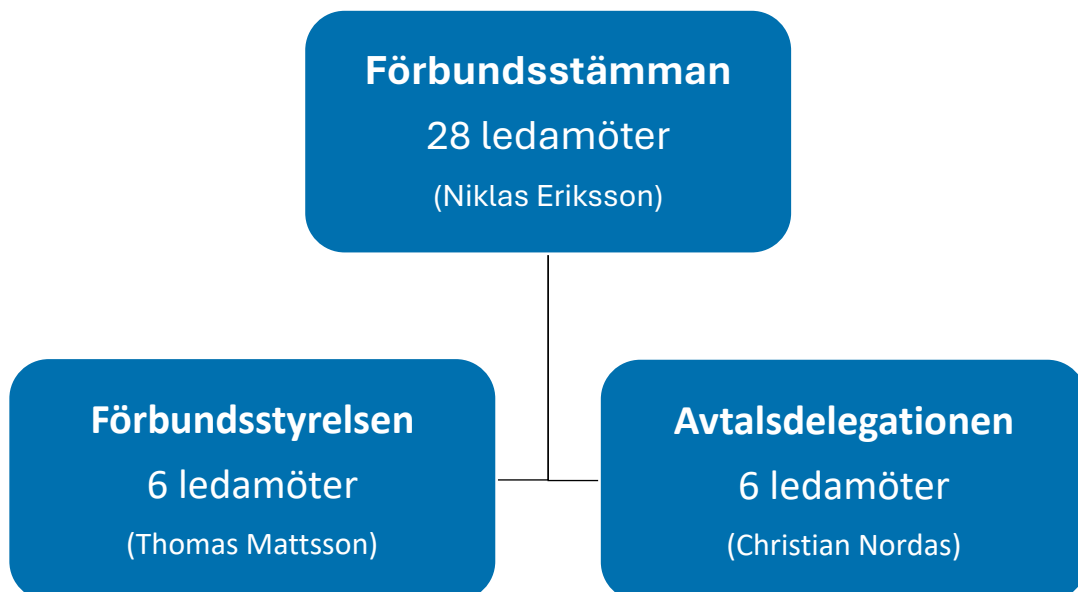 Förbundsstämman
28 ledamöter
(Niklas Eriksson)
Förbundsstyrelsen
6 ledamöter
(Thomas Mattsson)
Avtalsdelegationen
6 ledamöter
(Christian Nordas)